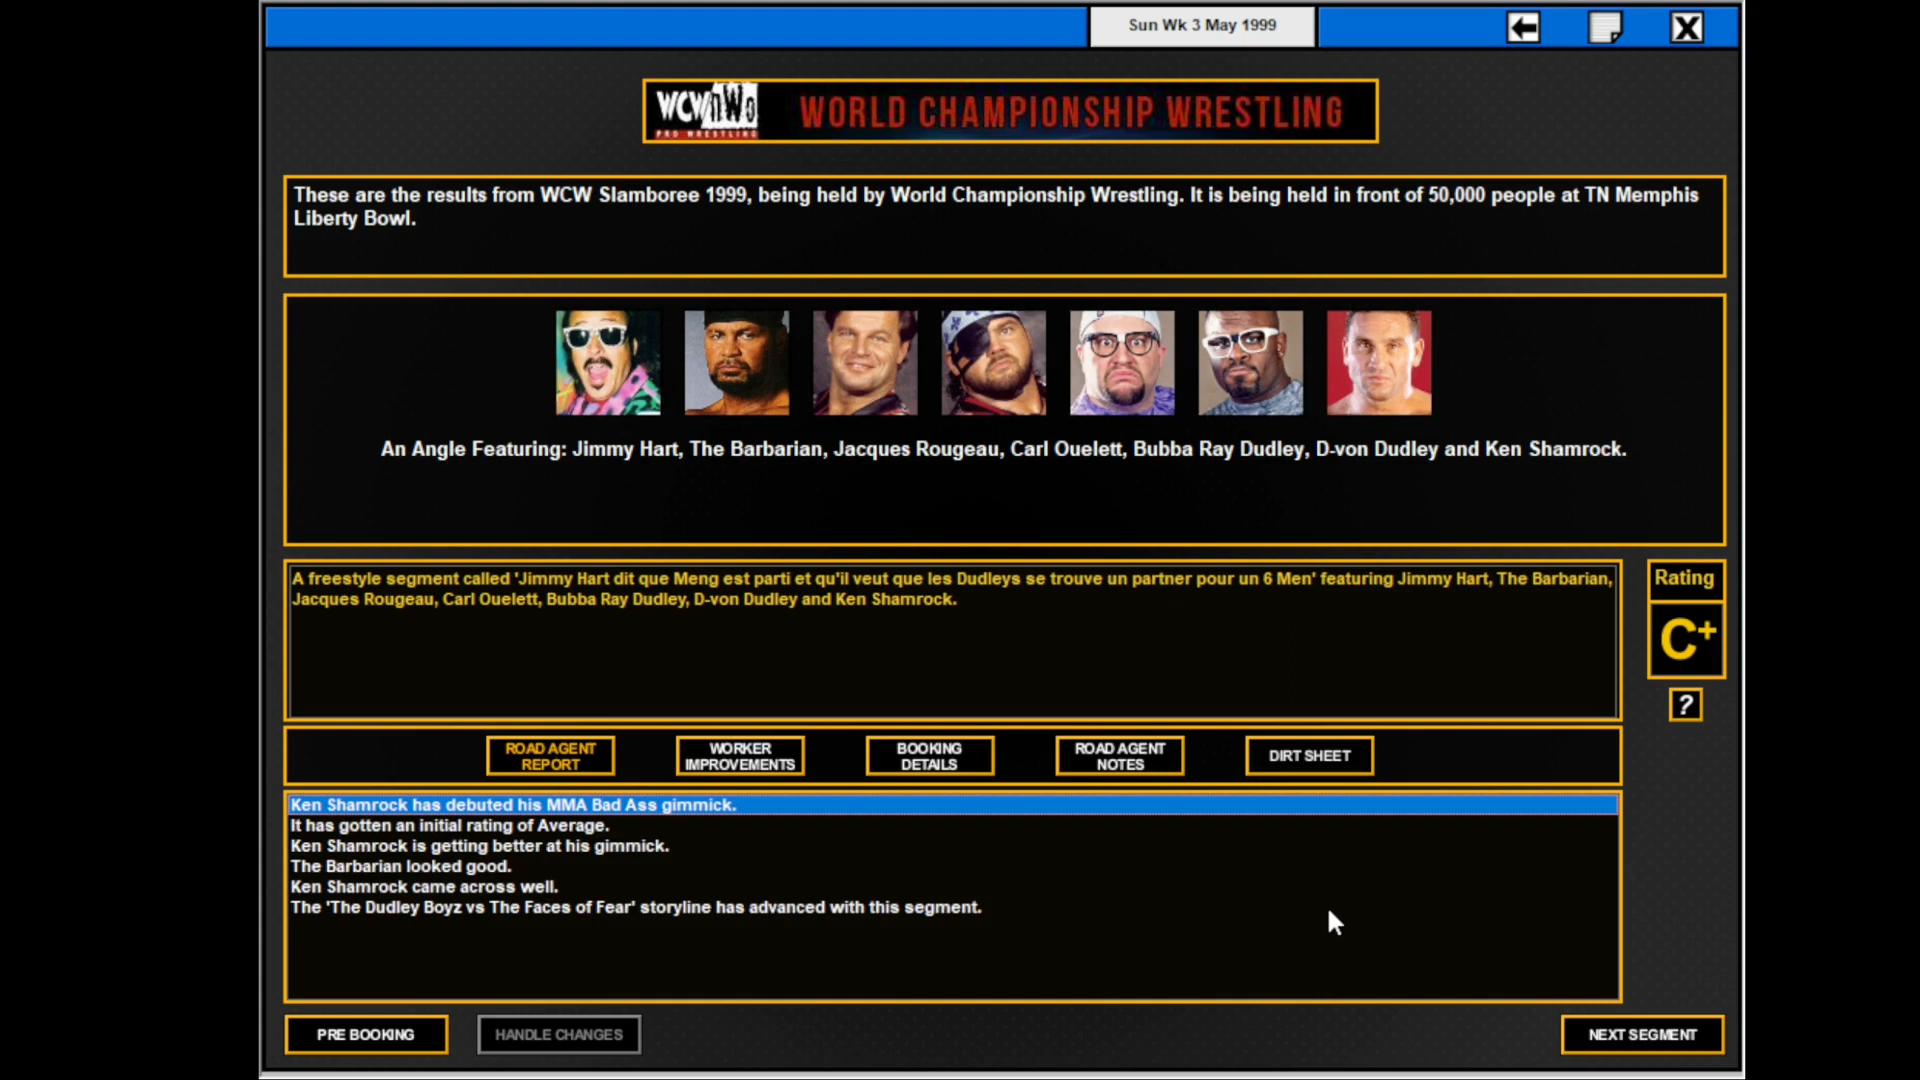 Sun Wk 3 May 1999
WCW nWo
PRO WRESTLING
WORLD CHAMPIONSHIP WRESTLING
These are the results from WCW Slamboree 1999, being held by World Championship Wrestling. It is being held in front of 50,000 people at TN Memphis
Liberty Bowl.
An Angle Featuring: Jimmy Hart, The Barbarian, Jacques Rougeau, Carl Ouelett, Bubba Ray Dudley, D-von Dudley and Ken Shamrock.
A freestyle segment called 'Jimmy Hart dit que Meng est parti et qu'il veut que les Dudleys se trouve un partner pour un 6 Men' featuring Jimmy Hart, The Barbarian,
Jacques Rougeau, Carl Ouelett, Bubba Ray Dudley, D-von Dudley and Ken Shamrock.
Rating
C+
?
ROAD AGENT
REPORT
WORKER
IMPROVEMENTS
BOOKING
DETAILS
ROAD AGENT
NOTES
DIRT SHEET
Ken Shamrock has debuted his MMA Bad Ass gimmick.
It has gotten an initial rating of Average.
Ken Shamrock is getting better at his gimmick.
The Barbarian looked good.
Ken Shamrock came across well.
The 'The Dudley Boyz vs The Faces of Fear' storyline has advanced with this segment.
PRE BOOKING
HANDLE CHANGES
NEXT SEGMENT